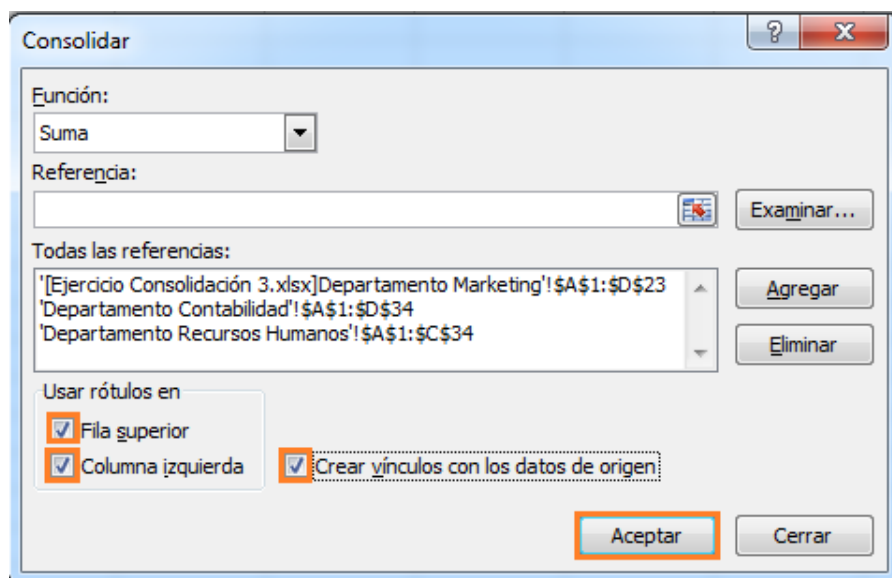 Consolidar
Función:
Suma
Referencia:
Examinar...
Todas las referencias:
'[Ejercicio Consolidación 3.xlsx]Departamento Marketing'!$A$1:$D$23
'Departamento Contabilidad'!$A$1:$D$34
'Departamento Recursos Humanos'!$A$1:$C$34
Agregar
Eliminar
Usar rótulos en
Fila superior
Columna izquierda
Crear vínculos con los datos de origen
Aceptar
Cerrar